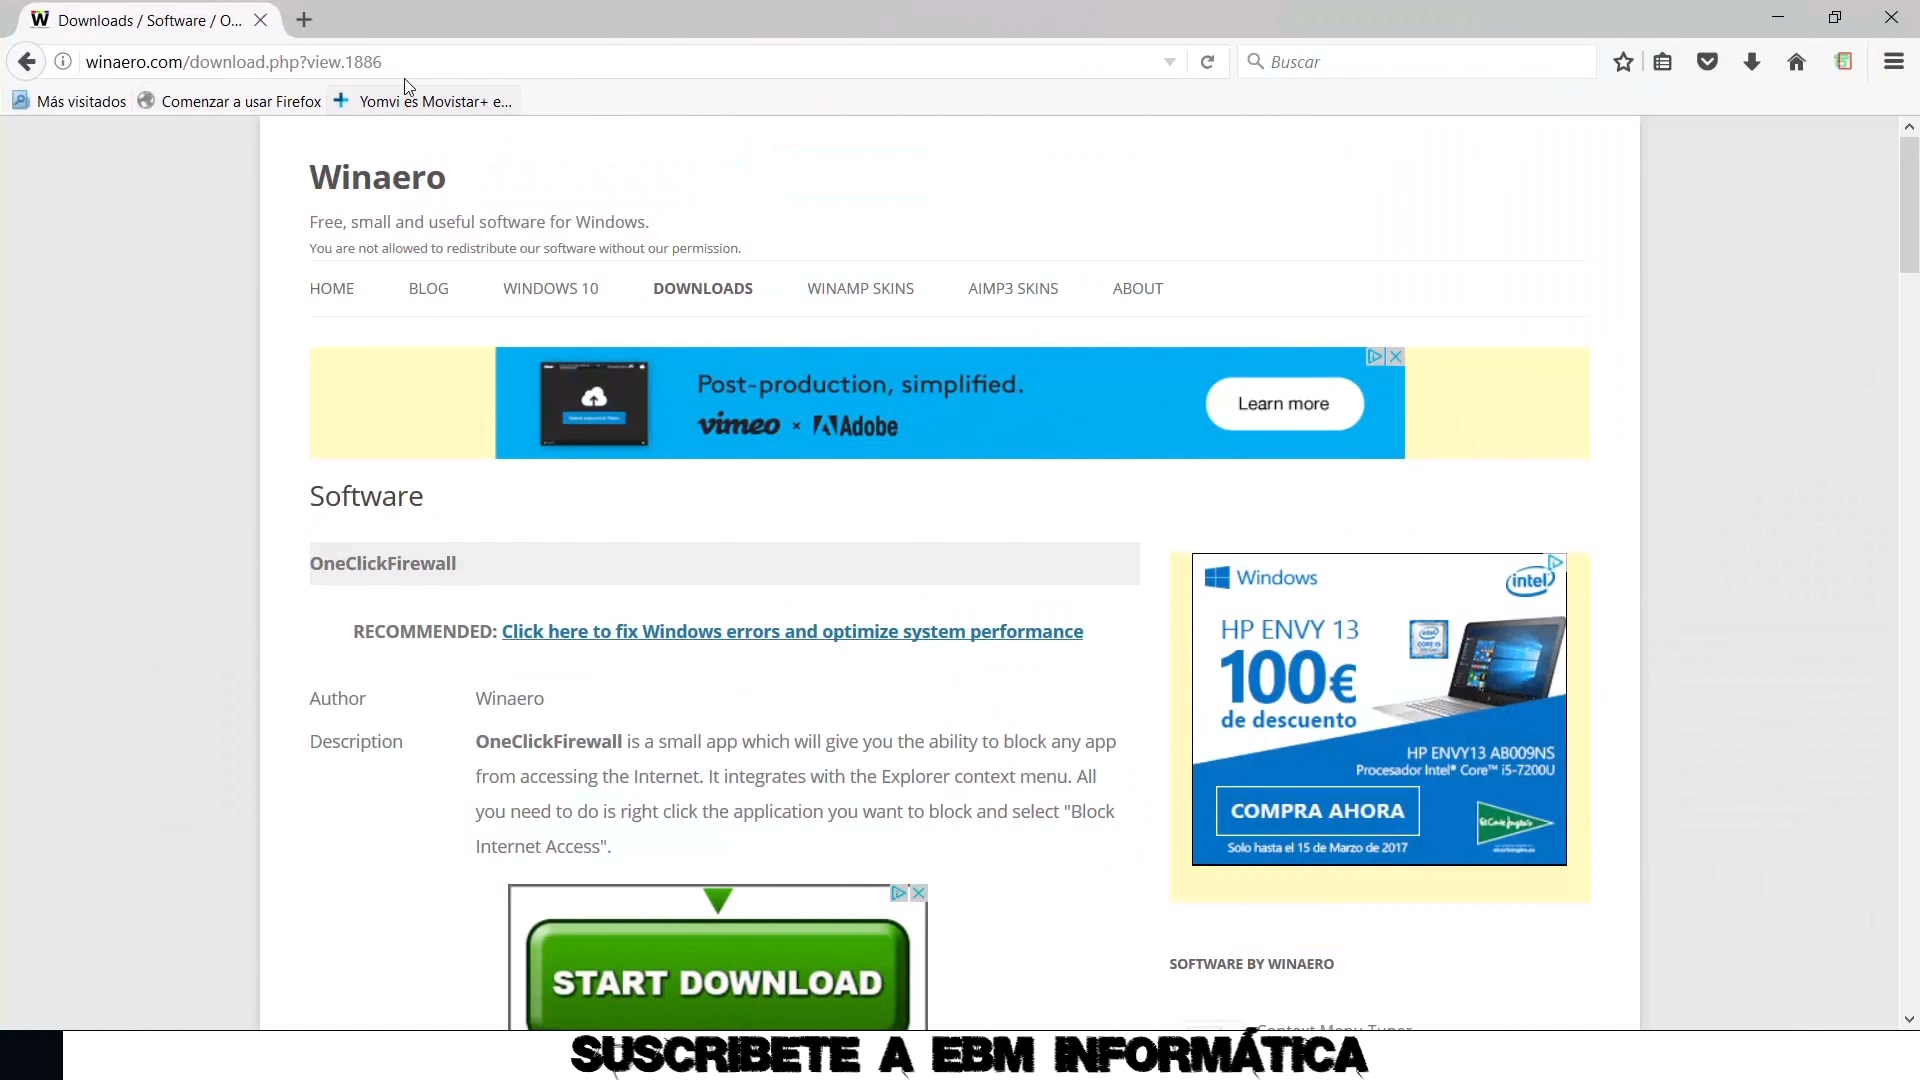 Downloads / Software / O...
winaero.com/download.php?view.1886
Buscar
Más visitados
Comenzar a usar Firefox
Yomvi es Movistar+ e...
Winaero
Free, small and useful software for Windows.
You are not allowed to redistribute our software without our permission.
HOME
BLOG
WINDOWS 10
DOWNLOADS
WINAMP SKINS
AIMP3 SKINS
ABOUT
Post-production, simplified.
vimeo × Adobe
Learn more
Software
OneClickFirewall
RECOMMENDED: Click here to fix Windows errors and optimize system performance
Author
Winaero
Description
OneClickFirewall is a small app which will give you the ability to block any app
from accessing the Internet. It integrates with the Explorer context menu. All
you need to do is right click the application you want to block and select "Block
Internet Access".
START DOWNLOAD
Windows
intel
HP ENVY 13
100€
de descuento
HP ENVY13 AB009NS
Procesador Intel® Core™ i5-7200U
COMPRA AHORA
El Corte Inglés
Solo hasta el 15 de Marzo de 2017
SOFTWARE BY WINAERO
Context Menu Tuner
SUSCRIBETE A EBM INFORMÁTICA